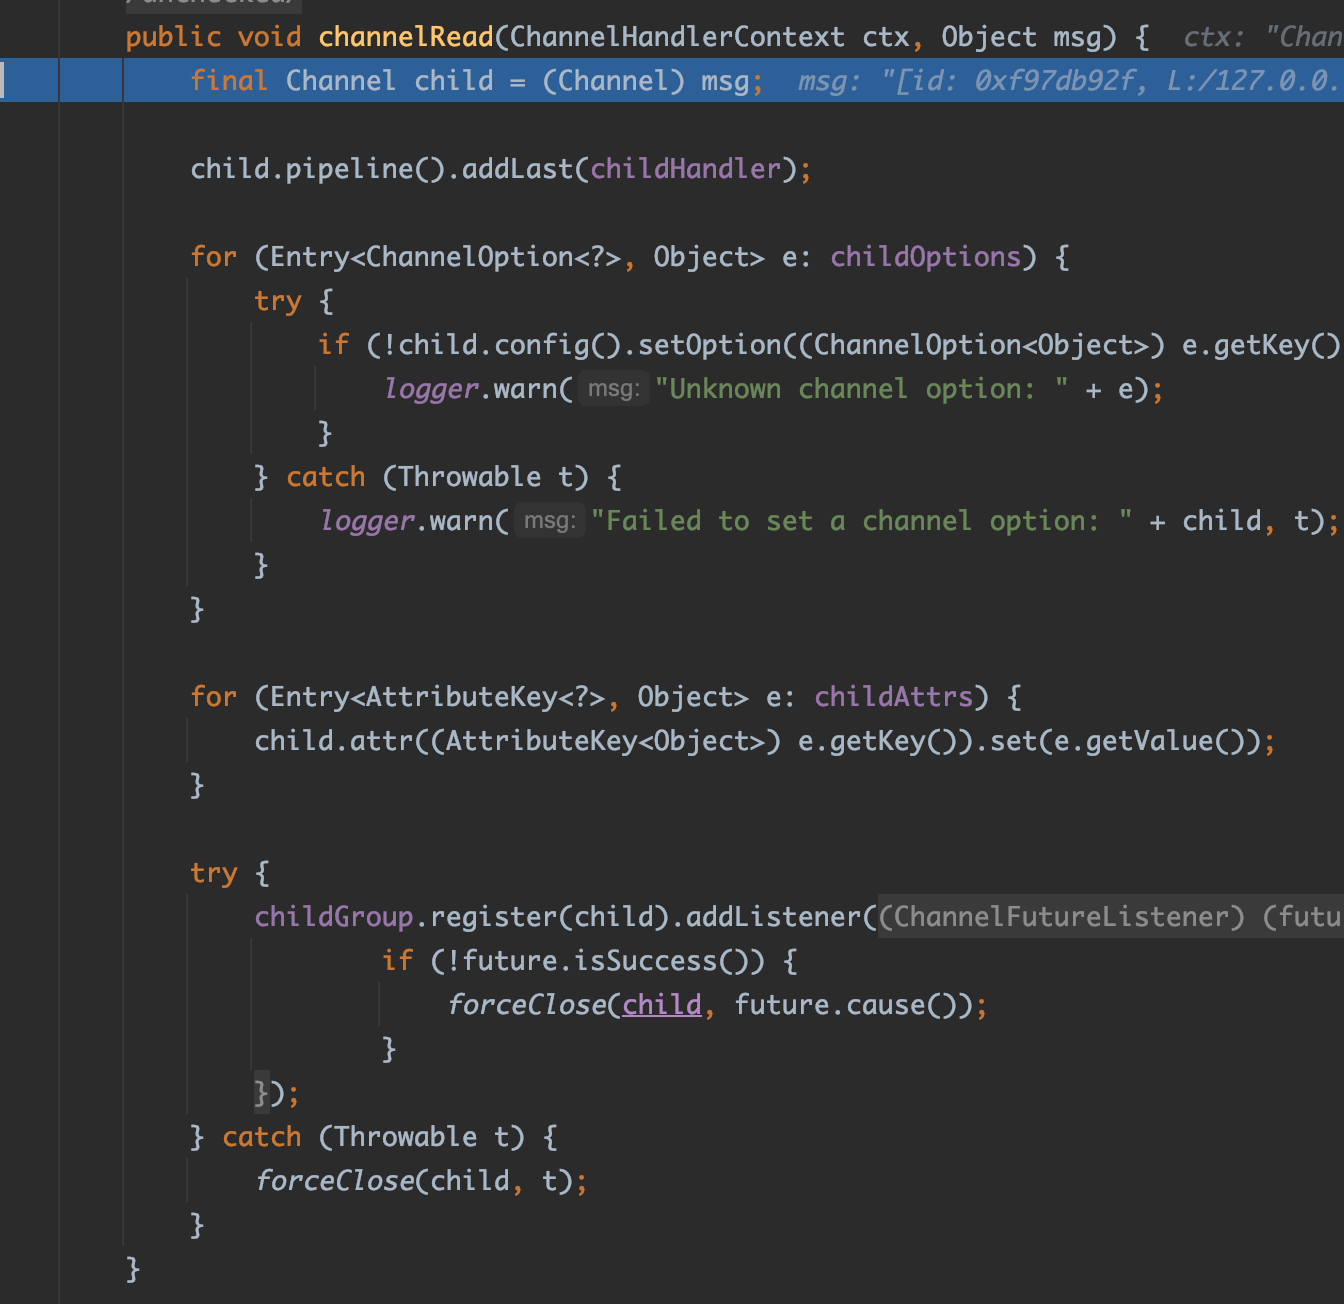 public void channelRead(ChannelHandlerContext ctx, Object msg) {  ctx: "Chan
final Channel child = (Channel) msg;  msg: "[id: 0xf97db92f, L:/127.0.0.
child.pipeline().addLast(childHandler);
for (Entry<ChannelOption<?>, Object> e: childOptions) {
try {
if (!child.config().setOption((ChannelOption<Object>) e.getKey()
logger.warn( msg: "Unknown channel option: " + e);
}
} catch (Throwable t) {
logger.warn( msg: "Failed to set a channel option: " + child, t);
}
}
for (Entry<AttributeKey<?>, Object> e: childAttrs) {
child.attr((AttributeKey<Object>) e.getKey()).set(e.getValue());
}
try {
childGroup.register(child).addListener((ChannelFutureListener) (futu
if (!future.isSuccess()) {
forceClose(child, future.cause());
}
});
} catch (Throwable t) {
forceClose(child, t);
}
}